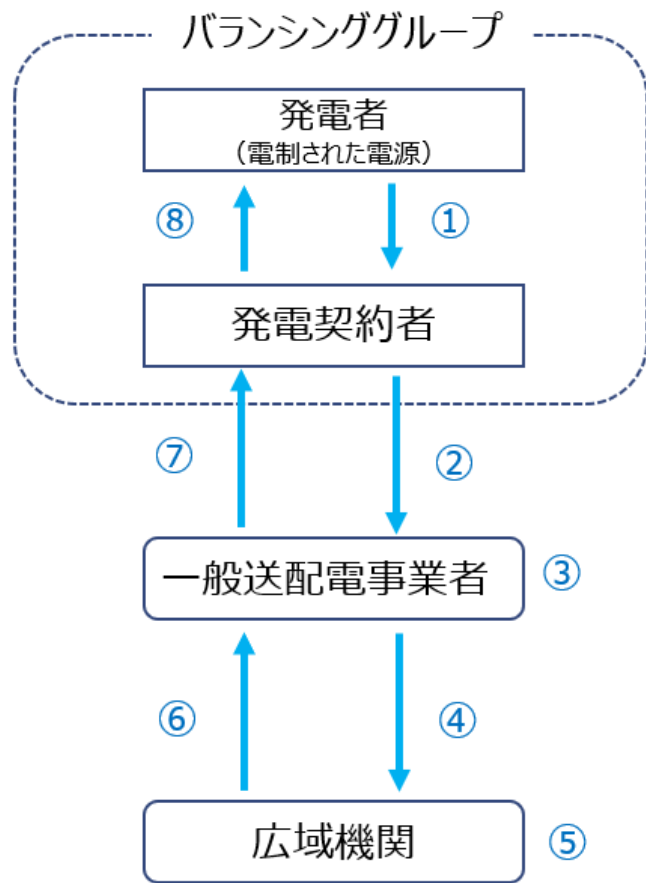 バランシンググループ
発電者
（電制された電源）
⑧
①
発電契約者
⑦
②
一般送配電事業者
③
⑥
④
広域機関
⑤